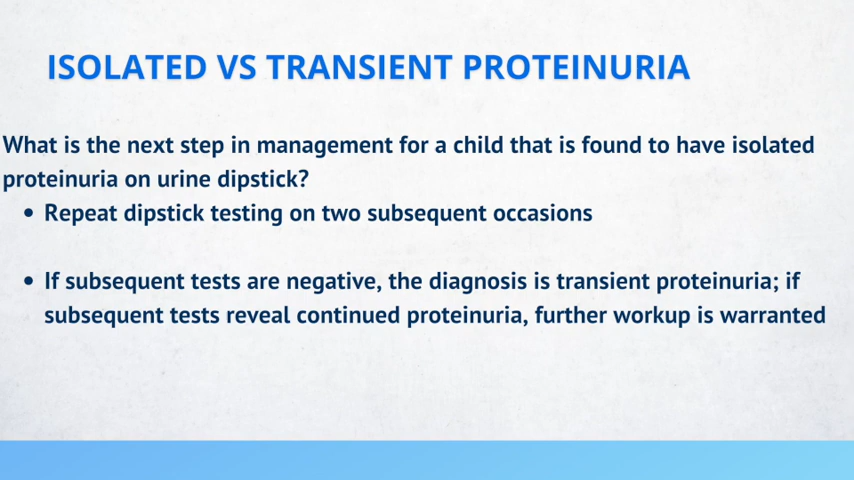 ISOLATED VS TRANSIENT PROTEINURIA
What is the next step in management for a child that is found to have isolated
proteinuria on urine dipstick?
• Repeat dipstick testing on two subsequent occasions
• If subsequent tests are negative, the diagnosis is transient proteinuria; if
subsequent tests reveal continued proteinuria, further workup is warranted